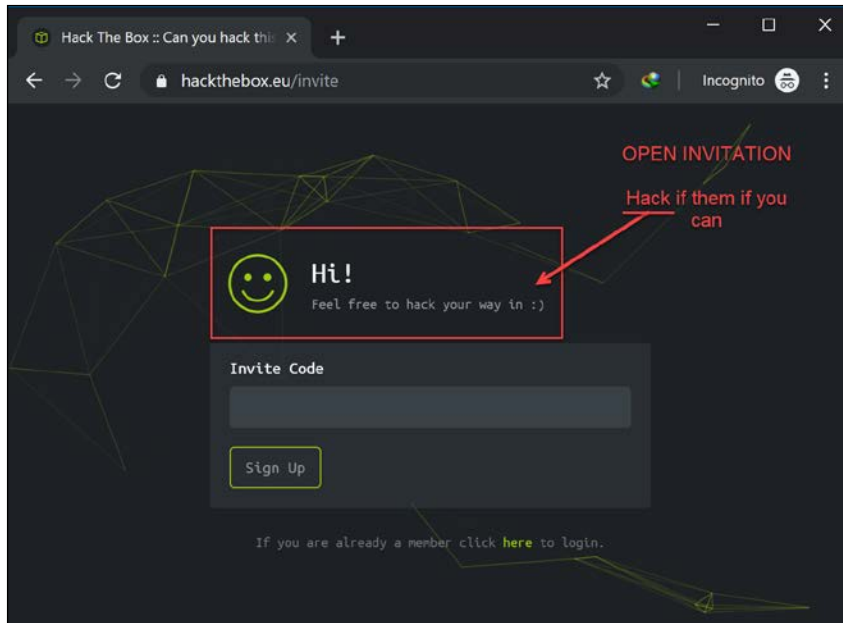 Hack The Box :: Can you hack this
hackthebox.eu/invite
Incognito
OPEN INVITATION
Hack if them if you
can
Hi!
Feel free to hack your way in :)
Invite Code
Sign Up
If you are already a member click here to login.